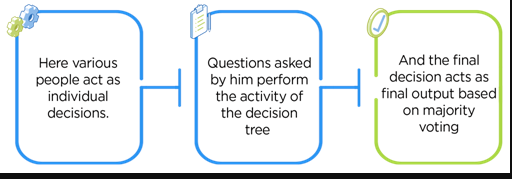 Here various
people act as
individual
decisions.
Questions asked
by him perform
the activity of
the decision
tree
And the final
decision acts as
final output based
on majority
voting